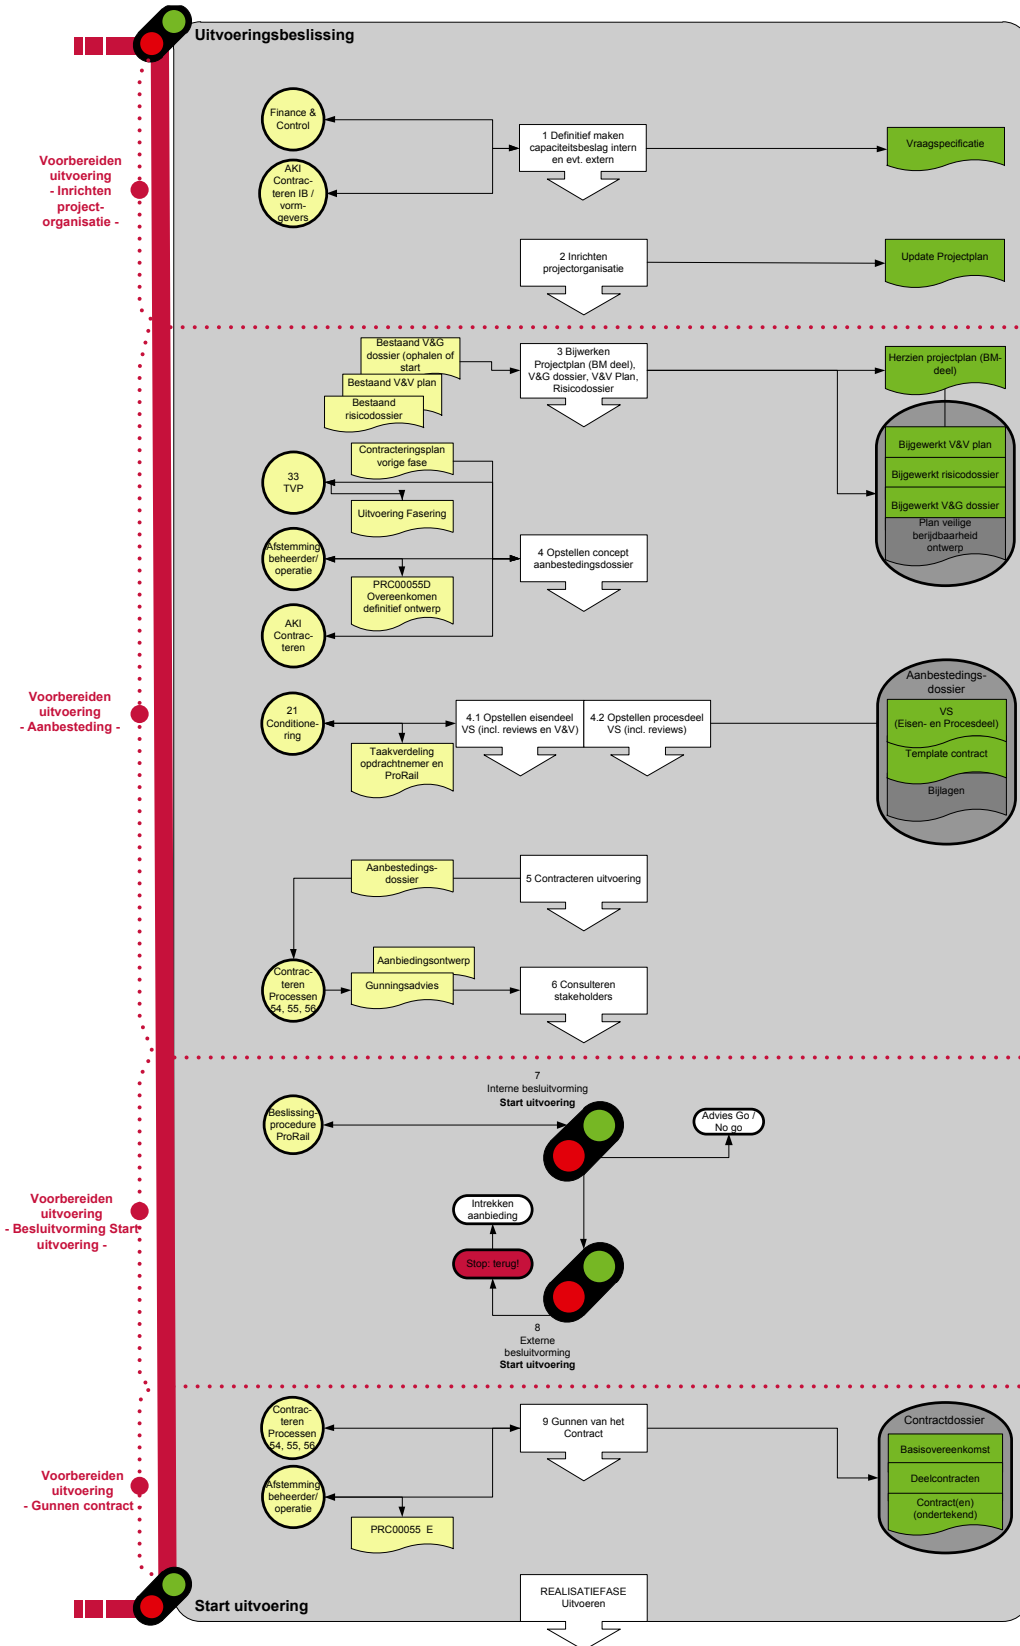 Uitvoeringsbeslissing
Voorbereiden
uitvoering
- Inrichten
project-
organisatie -
Finance &
Control
AKI
Contrac-
teren IB /
vorm-
gevers
1 Definitief maken
capaciteitsbeslag intern
en evt. extern
Vraagspecificatie
2 Inrichten
projectorganisatie
Update Projectplan
Bestaand V&G
dossier (ophalen of
start
Bestaand V&V plan
Bestaand
risicodossier
3 Bijwerken
Projectplan (BM deel),
V&G dossier, V&V Plan,
Risicodossier
Herzien projectplan (BM-
deel)
Bijgewerkt V&V plan
Bijgewerkt risicodossier
Bijgewerkt V&G dossier
Plan veilige
berijdbaarheid
ontwerp
Contracteringsplan
vorige fase
33
TVP
Uitvoering Fasering
Afstemming
beheerder/
operatie
PRC00055D
Overeenkomen
definitief ontwerp
AKI
Contrac-
teren
4 Opstellen concept
aanbestedingsdossier
Voorbereiden
uitvoering
- Aanbesteding -
21
Conditione-
ring
Taakverdeling
opdrachtnemer en
ProRail
4.1 Opstellen eisendeel
VS (incl. reviews en V&V)
4.2 Opstellen procesdeel
VS (incl. reviews)
Aanbestedings-
dossier
VS
(Eisen- en Procesdeel)
Template contract
Bijlagen
Aanbestedings-
dossier
5 Contracteren uitvoering
Contrac-
teren
Processen
54, 55, 56
Aanbiedingsontwerp
Gunningsadvies
6 Consulteren
stakeholders
Voorbereiden
uitvoering
- Besluitvorming Start
uitvoering -
7
Interne besluitvorming
Start uitvoering
Beslissing-
procedure
ProRail
Advies Go /
No go
Intrekken
aanbieding
Stop: terug!
8
Externe
besluitvorming
Start uitvoering
Voorbereiden
uitvoering
- Gunnen contract
Contrac-
teren
Processen
54, 55, 56
Afstemming
beheerder/
operatie
PRC00055 E
9 Gunnen van het
Contract
Contractdossier
Basisovereenkomst
Deelcontracten
Contract(en)
(ondertekend)
Start uitvoering
REALISATIEFASE
Uitvoeren